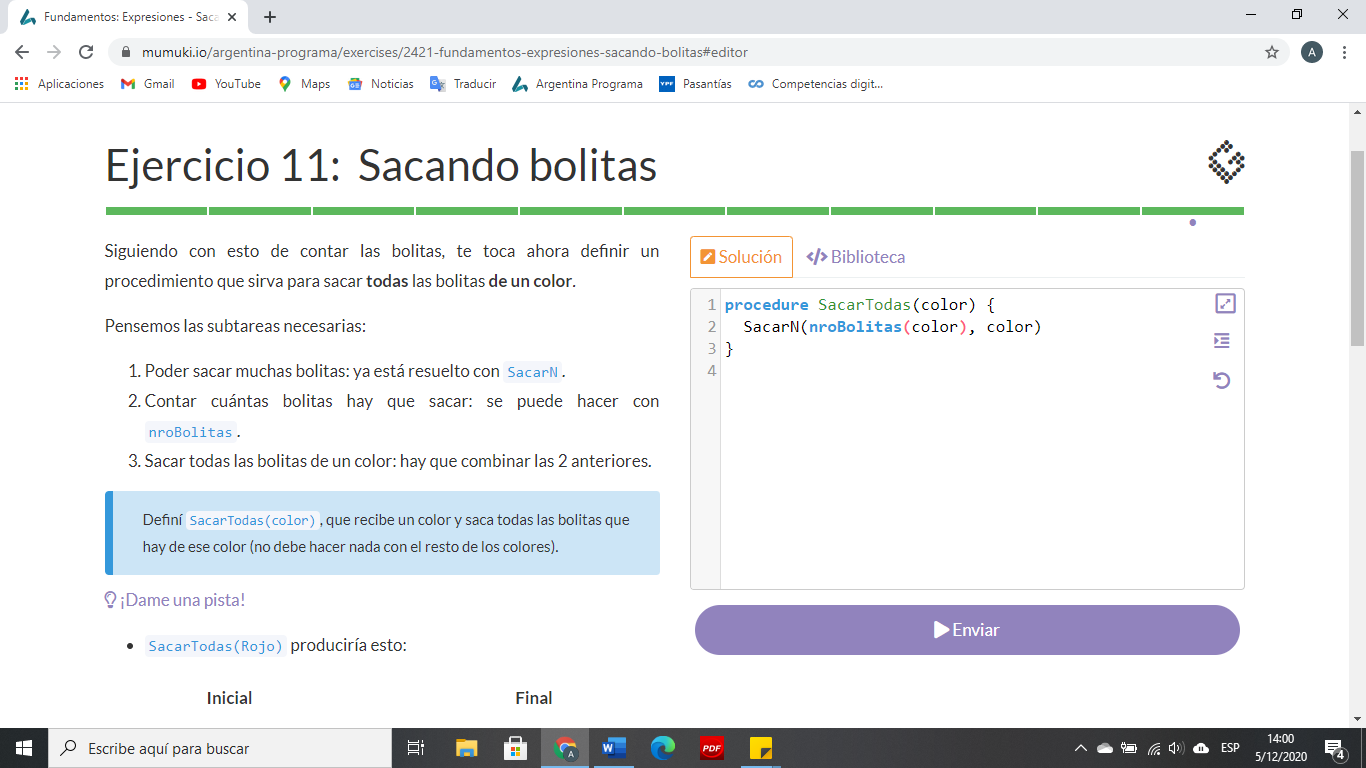 Fundamentos: Expresiones - Saca
mumuki.io/argentina-programa/exercises/2421-fundamentos-expresiones-sacando-bolitas#editor
A
Aplicaciones Gmail YouTube Maps Noticias Traducir Argentina Programa YPF Pasantías Competencias digit...
Ejercicio 11: Sacando bolitas
Siguiendo con esto de contar las bolitas, te toca ahora definir un
procedimiento que sirva para sacar todas las bolitas de un color.
Pensemos las subtareas necesarias:
1. Poder sacar muchas bolitas: ya está resuelto con SacarN.
2. Contar cuántas bolitas hay que sacar: se puede hacer con
nroBolitas.
3. Sacar todas las bolitas de un color: hay que combinar las 2 anteriores.
Definí SacarTodas(color), que recibe un color y saca todas las bolitas que
hay de ese color (no debe hacer nada con el resto de los colores).
¡Dame una pista!
• SacarTodas(Rojo) produciría esto:
Inicial Final
Solución </> Biblioteca
1 procedure SacarTodas(color) {
2 SacarN(nroBolitas(color), color)
3 }
4
Enviar
Escribe aquí para buscar
W
PDF
A
ESP
14:00
5/12/2020
4